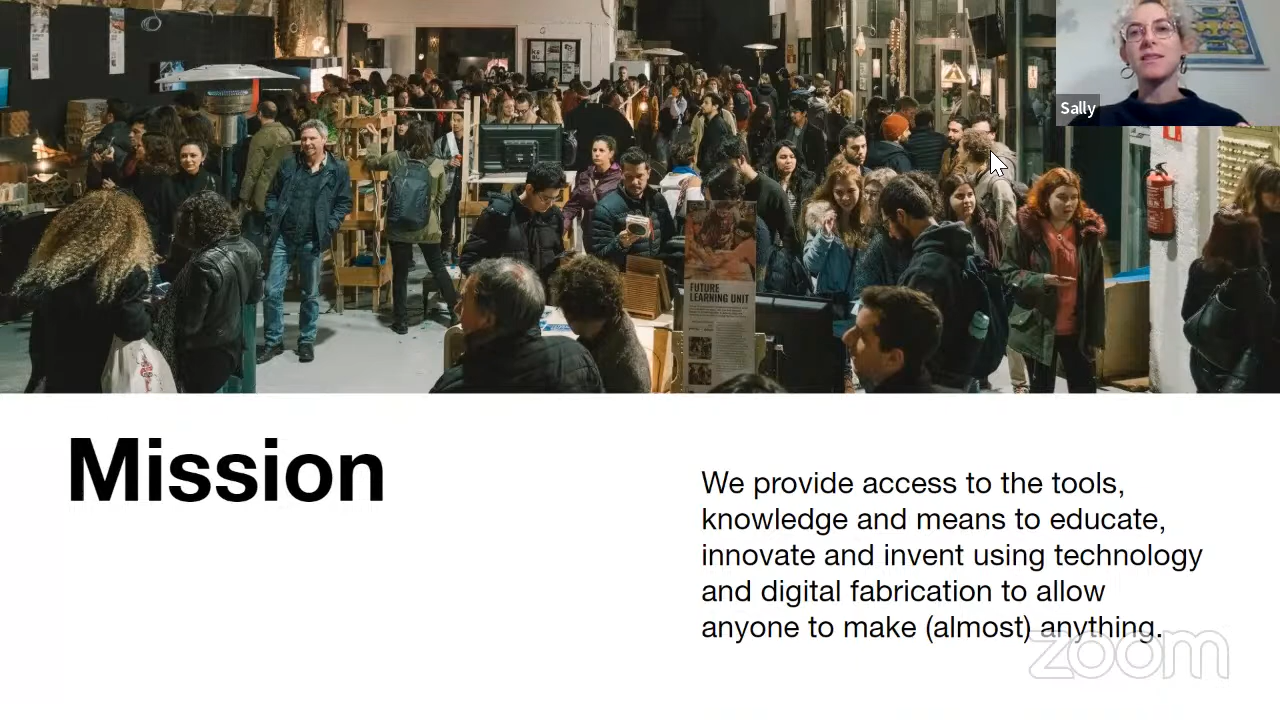 Sally
FUTURE
LEARNING UNIT
Mission
We provide access to the tools,
knowledge and means to educate,
innovate and invent using technology
and digital fabrication to allow
anyone to make (almost) anything.
zoom